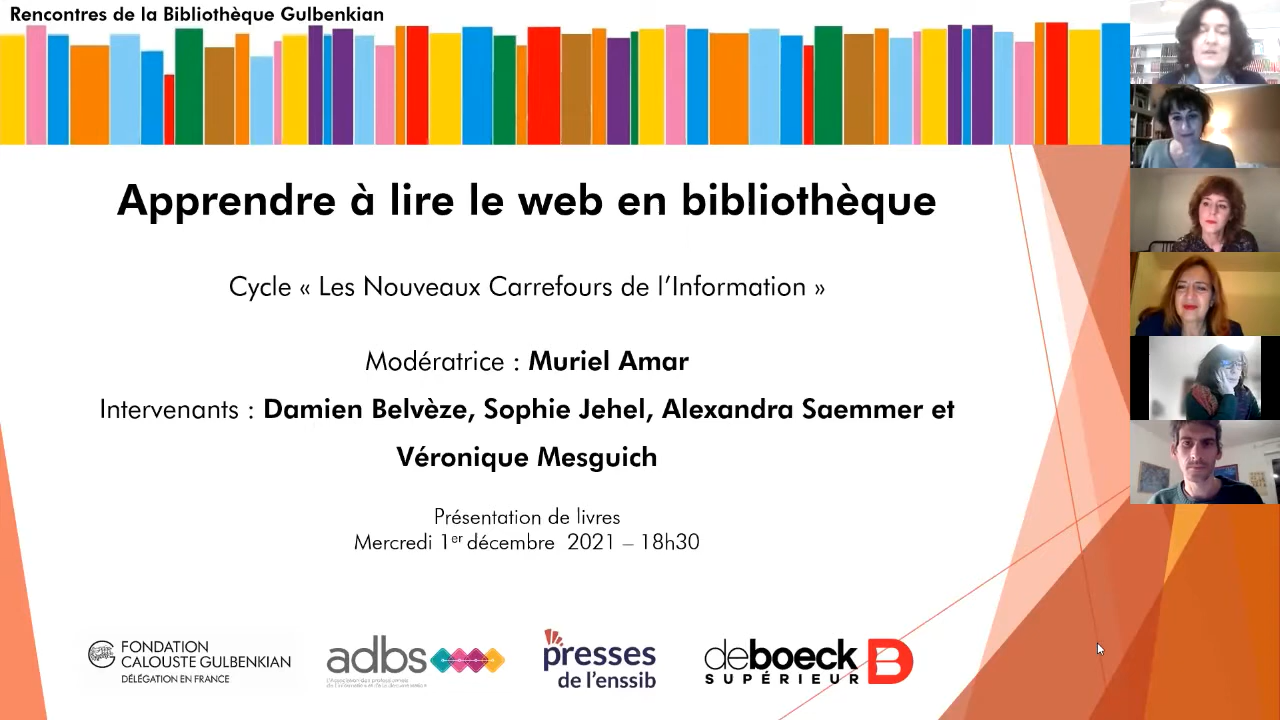 Rencontres de la Bibliothèque Gulbenkian
Apprendre à lire le web en bibliothèque
Cycle « Les Nouveaux Carrefours de l’Information »
Modératrice : Muriel Amar
Intervenants : Damien Belvèze, Sophie Jehel, Alexandra Saemmer et
Véronique Mesguich
Présentation de livres
Mercredi 1er décembre 2021 – 18h30
FONDATION
CALOUSTE GULBENKIAN
DÉLÉGATION EN FRANCE
adbs
presses
de l’enssib
deboeck B
SUPÉRIEUR